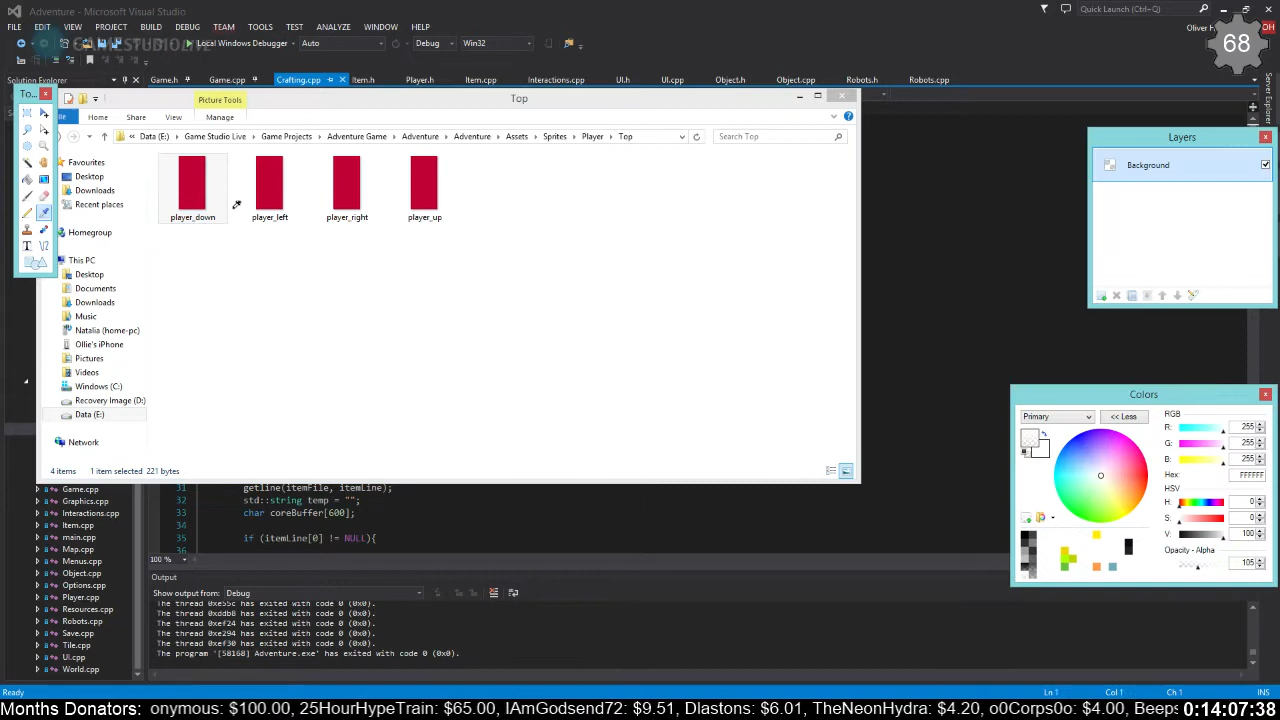 Adventure - Microsoft Visual Studio
Quick Launch (Ctrl+Q)
FILE EDIT VIEW PROJECT BUILD DEBUG TEAM TOOLS TEST ANALYZE WINDOW HELP
Oliver F
OH
68
GAMESTUDIOLIVE
Local Windows Debugger Auto Debug Win32
Solution Explorer
Game.h Game.cpp Crafting.cpp Item.h Player.h Item.cpp Interactions.cpp UI.h UI.cpp Object.h Object.cpp Robots.h Robots.cpp
Server Explorer
To...
Picture Tools
Top
Home Share View Manage
Data (E:) Game Studio Live Game Projects Adventure Game Adventure Adventure Assets Sprites Player Top
Search Top
Favourites
Desktop
Downloads
Recent places
Homegroup
This PC
Desktop
Documents
Downloads
Music
Natalia (home-pc)
Ollie's iPhone
Pictures
Videos
Windows (C:)
Recovery Image (D:)
Data (E:)
Network
player_down player_left player_right player_up
4 items 1 item selected 221 bytes
Layers
Background
Colors
Primary
<< Less
RGB
R: 255
G: 255
B: 255
Hex: FFFFFF
HSV
H: 0
S: 0
V: 100
Opacity - Alpha
105
Game.cpp
Graphics.cpp
Interactions.cpp
Item.cpp
main.cpp
Map.cpp
Menus.cpp
Object.cpp
Options.cpp
Player.cpp
Resources.cpp
Robots.cpp
Save.cpp
Tile.cpp
UI.cpp
World.cpp
31 getline(itemFile, itemLine);
32 std::string temp = "";
33 char coreBuffer[600];
34
35 if (itemLine[0] != NULL){
36
100 %
Output
Show output from: Debug
The thread 0xe55c has exited with code 0 (0x0).
The thread 0xddb8 has exited with code 0 (0x0).
The thread 0xef24 has exited with code 0 (0x0).
The thread 0xe294 has exited with code 0 (0x0).
The thread 0xef30 has exited with code 0 (0x0).
The program '[58168] Adventure.exe' has exited with code 0 (0x0).
Ready Ln 1 Col 1 Ch 1 INS
Months Donators: onymous: $100.00, 25HourHypeTrain: $65.00, IAmGodsend72: $9.51, Dlastons: $6.01, TheNeonHydra: $4.20, o0Corps0o: $4.00, Beeps 0:14:07:38